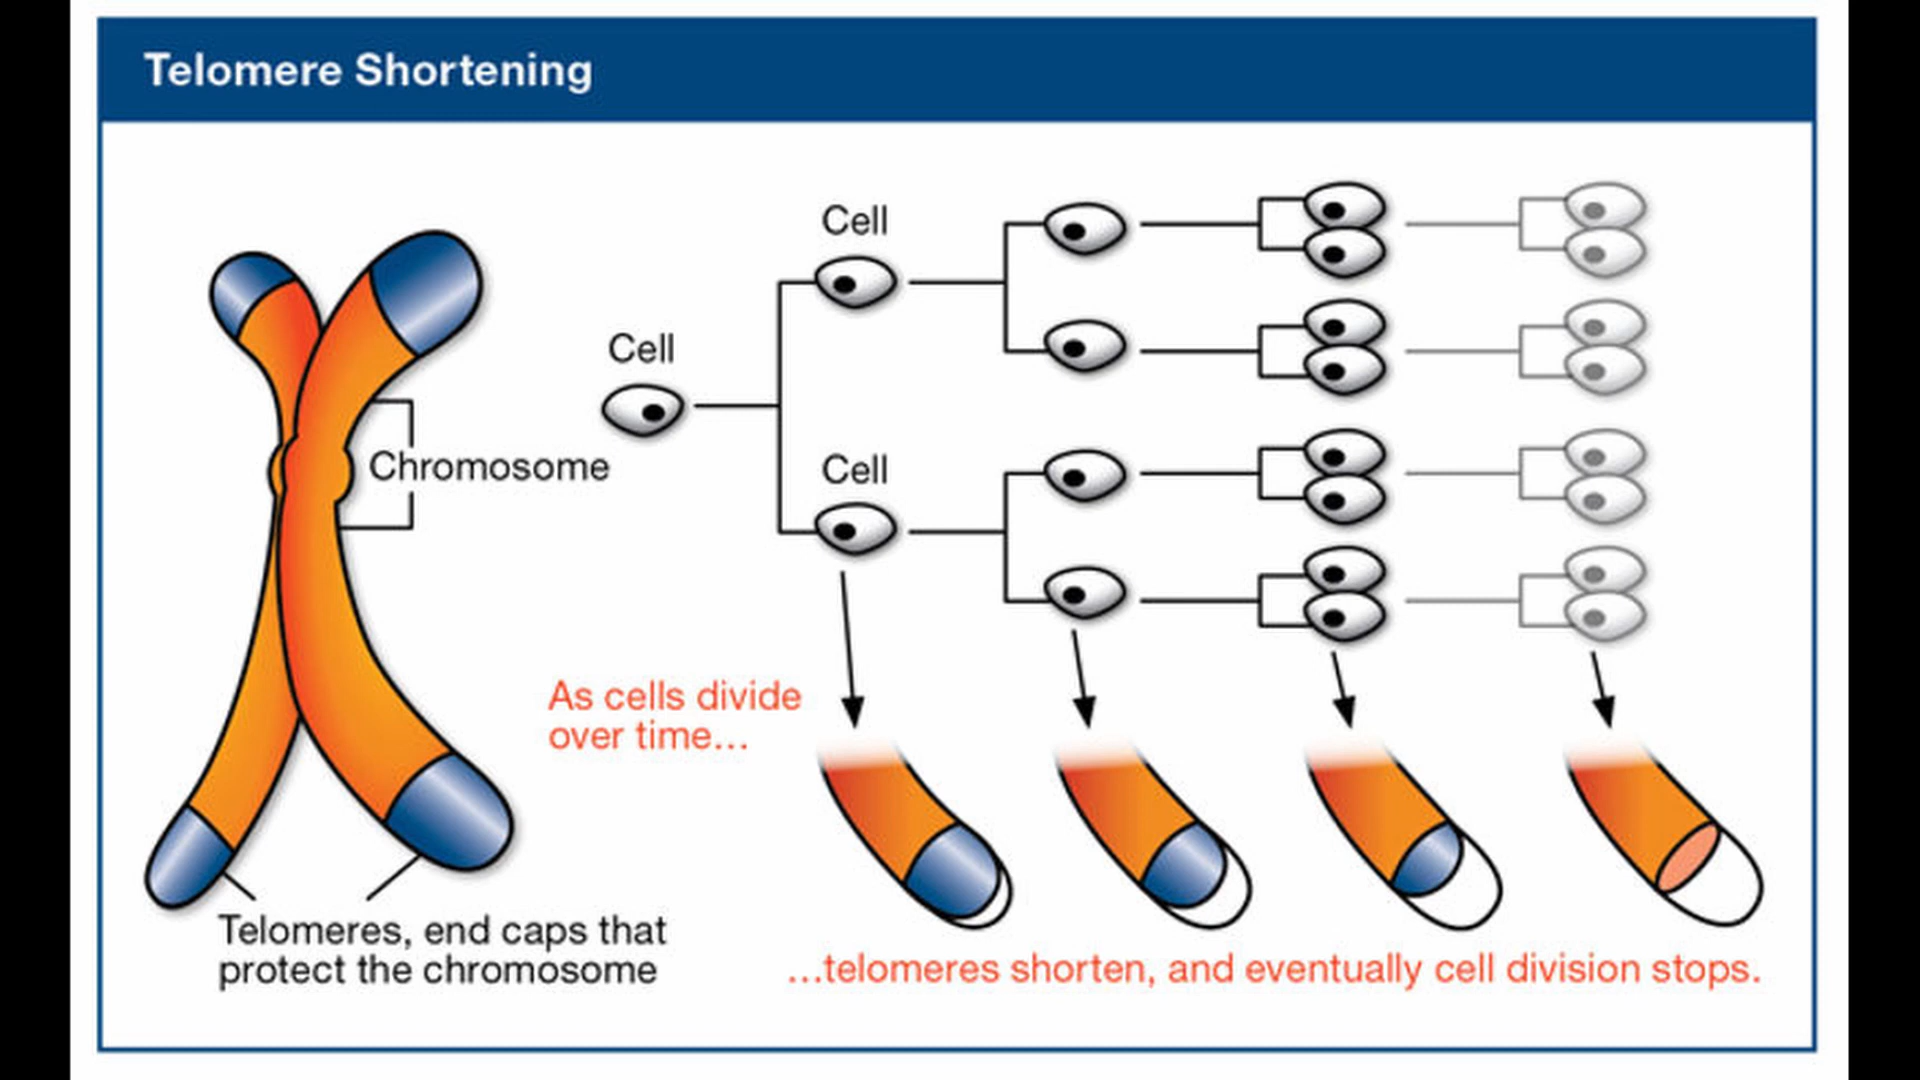 Telomere Shortening
Cell
Cell
Cell
Chromosome
As cells divide
over time...
Telomeres, end caps that
protect the chromosome
...telomeres shorten, and eventually cell division stops.